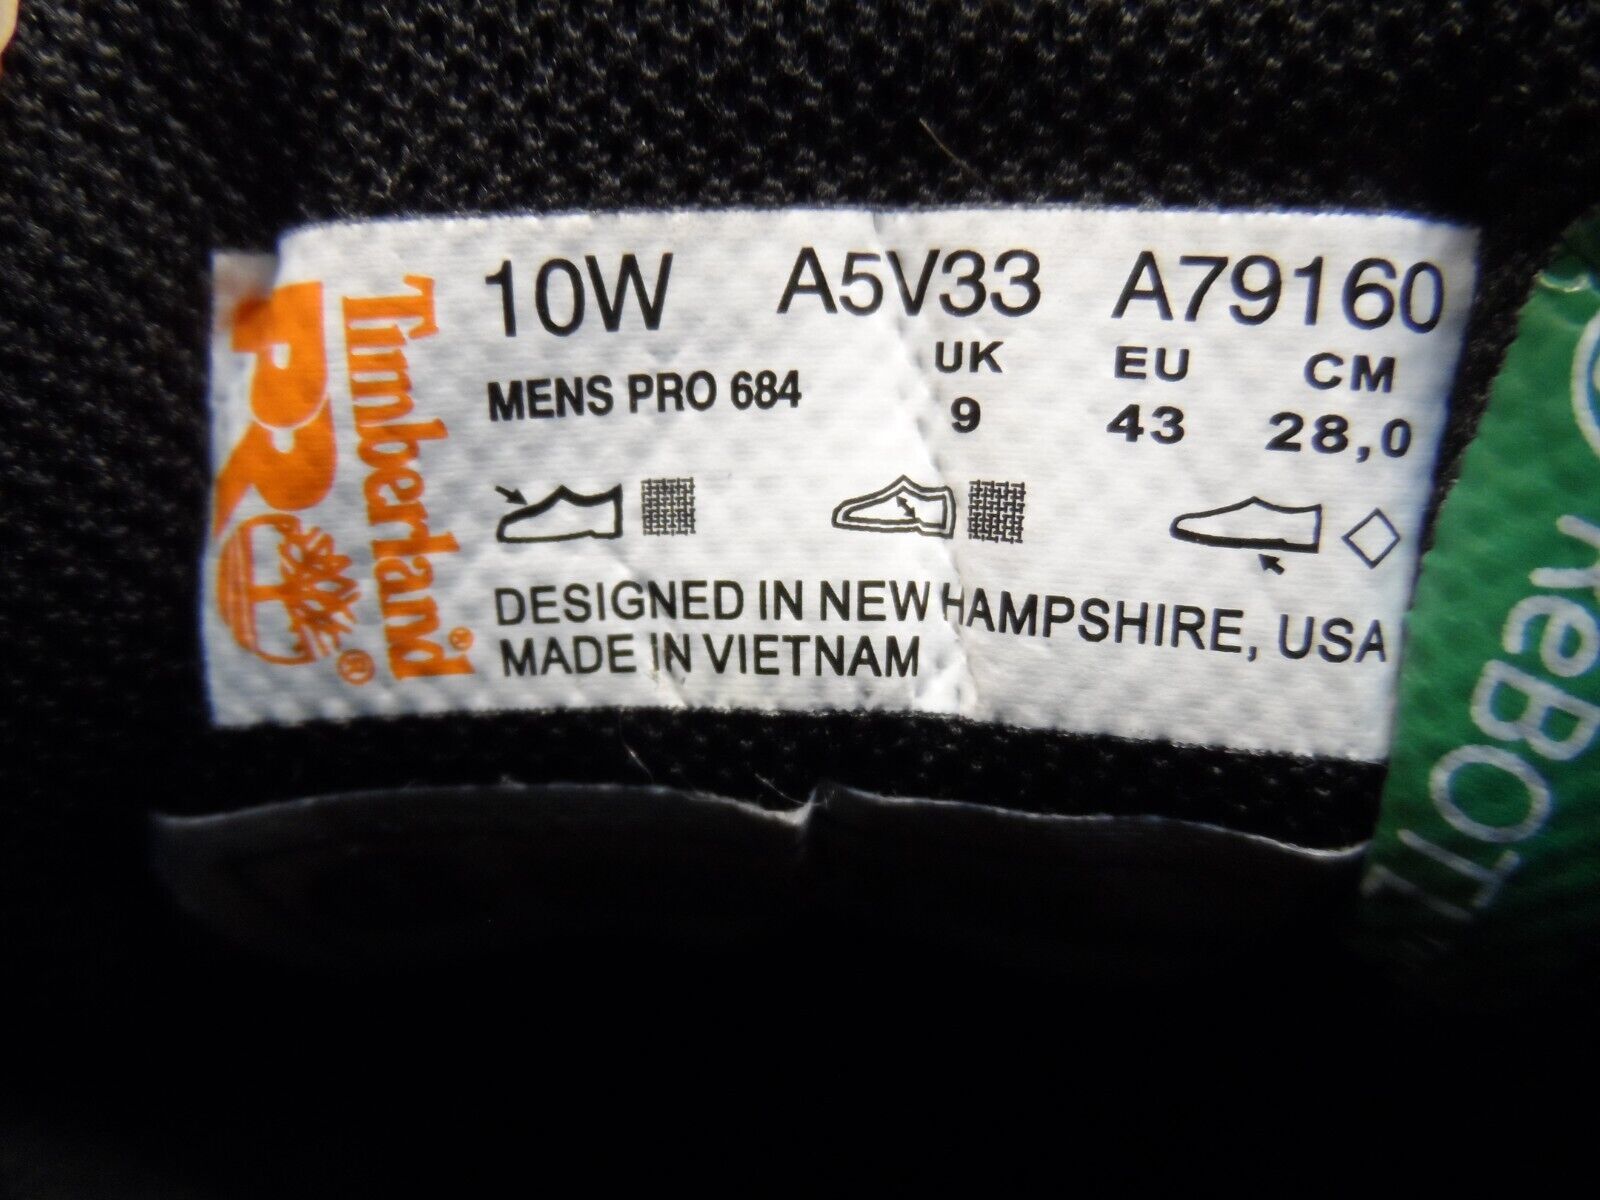 PRO
Timberland®
®
10W A5V33 A79160
MENS PRO 684
UK EU CM
9 43 28,0
DESIGNED IN NEW HAMPSHIRE, USA
MADE IN VIETNAM
ReBOTL